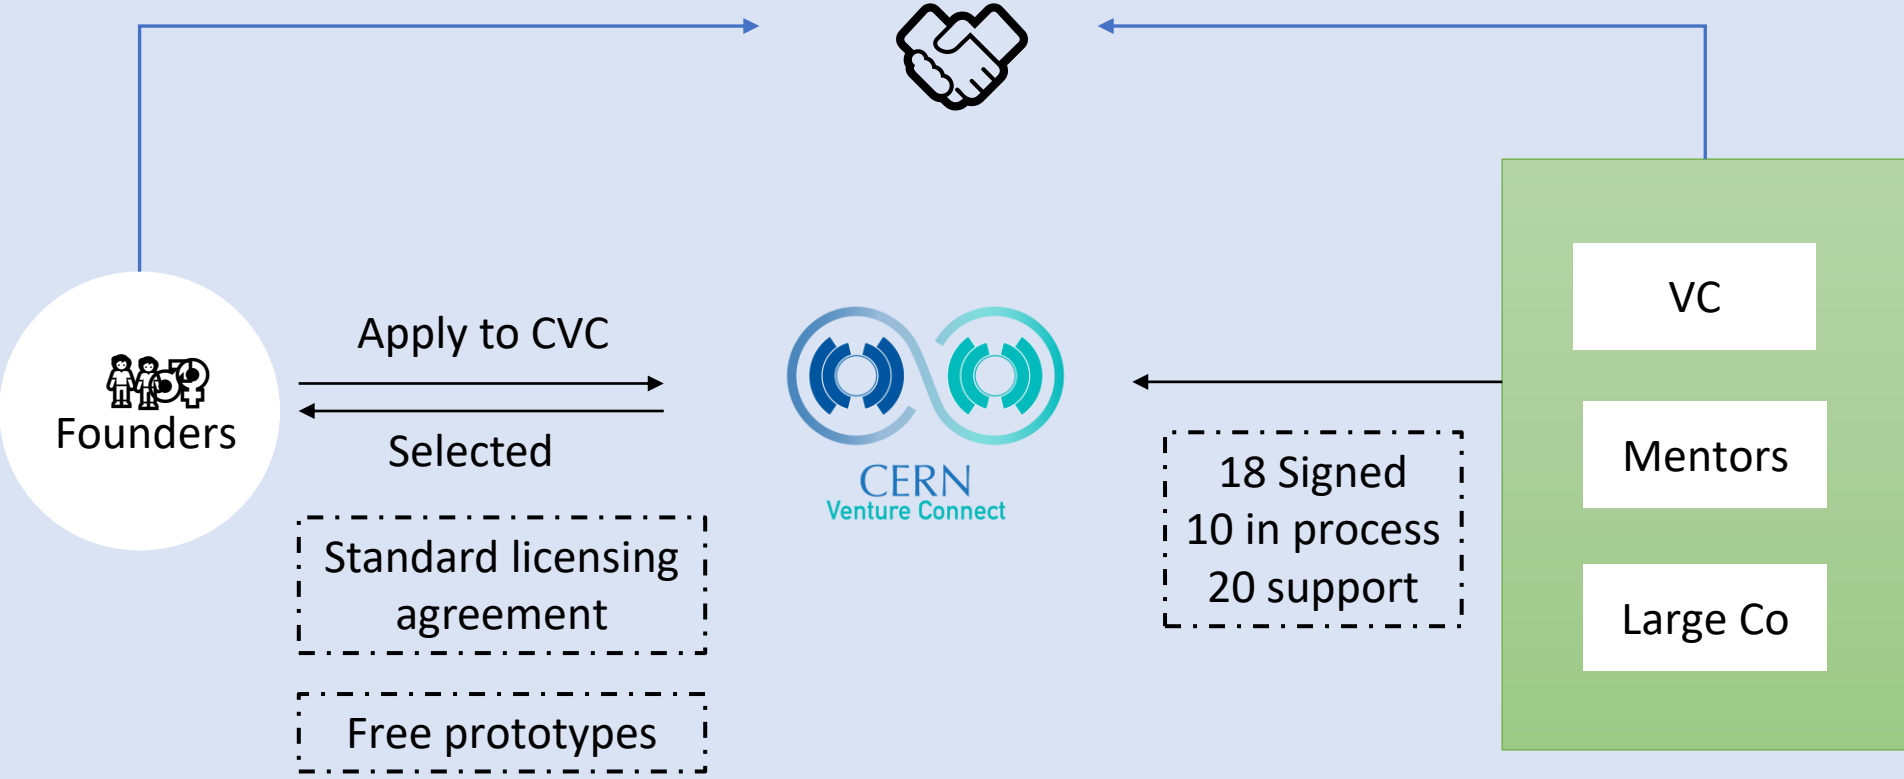 Founders
Apply to CVC
Selected
Standard licensing
agreement
Free prototypes
CERN
Venture Connect
18 Signed
10 in process
20 support
VC
Mentors
Large Co